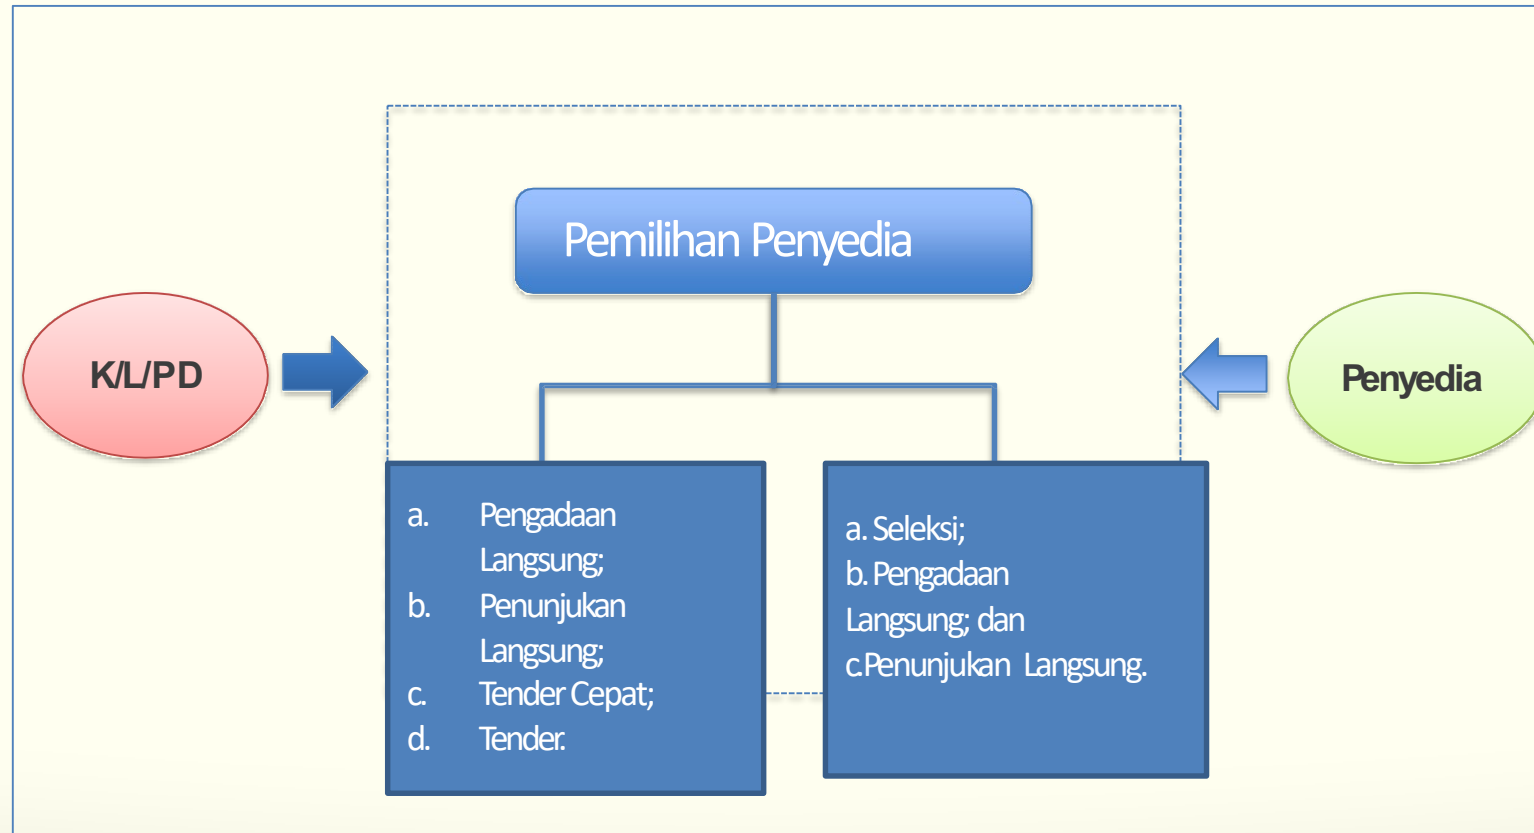 Pemilihan Penyedia
K/L/PD
Penyedia
a. Pengadaan
Langsung;
b. Penunjukan
Langsung;
c. Tender Cepat;
d. Tender.
a. Seleksi;
b. Pengadaan
Langsung; dan
c.Penunjukan Langsung.